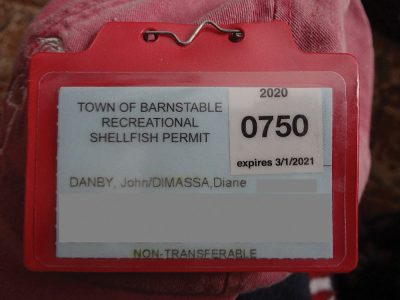 TOWN OF BARNSTABLE
RECREATIONAL
SHELLFISH PERMIT
2020
0750
expires 3/1/2021
DANBY, John/DIMASSA,Diane
NON-TRANSFERABLE